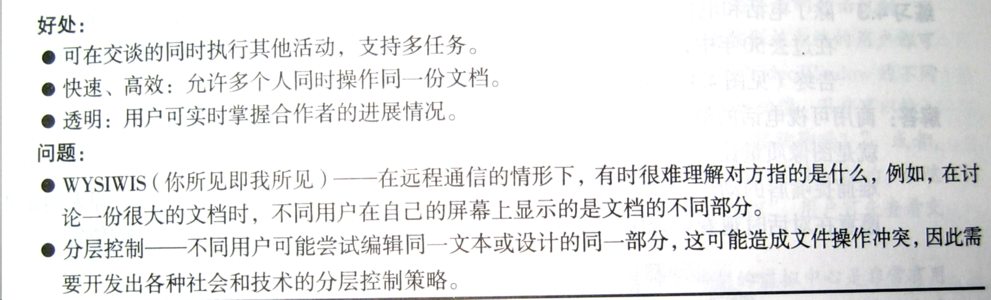 好处：
● 可在交谈的同时执行其他活动，支持多任务。
● 快速、高效：允许多个人同时操作同一份文档。
● 透明：用户可实时掌握合作者的进展情况。
问题：
● WYSIWIS（你所见即我所见）——在远程通信的情形下，有时很难理解对方指的是什么，例如，在讨
论一份很大的文档时，不同用户在自己的屏幕上显示的是文档的不同部分。
● 分层控制——不同用户可能尝试编辑同一文本或设计的同一部分，这可能造成文件操作冲突，因此需
要开发出各种社会和技术的分层控制策略。